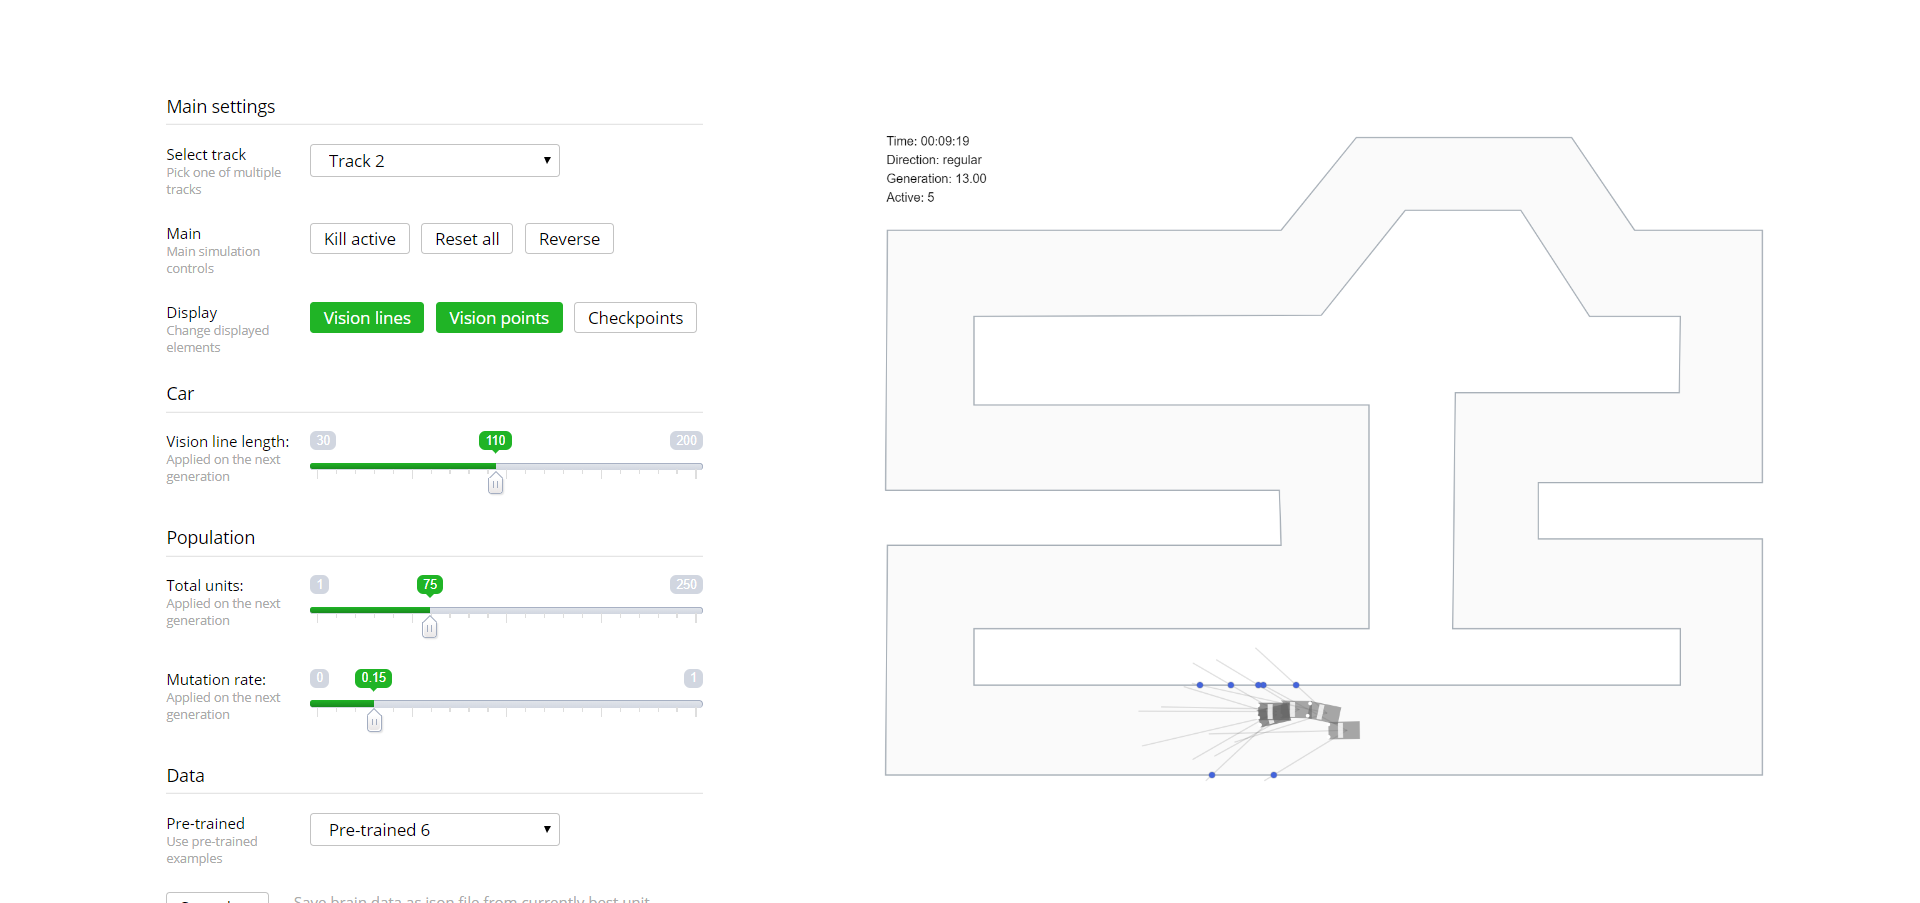 Main settings
Select track
Pick one of multiple
tracks
Track 2
Main
Main simulation
controls
Kill active
Reset all
Reverse
Display
Change displayed
elements
Vision lines
Vision points
Checkpoints
Car
Vision line length:
Applied on the next
generation
30
110
200
Population
Total units:
Applied on the next
generation
1
75
250
Mutation rate:
Applied on the next
generation
0
0.15
1
Data
Pre-trained
Use pre-trained
examples
Pre-trained 6
Save brain data as json file from currently best unit
Time: 00:09:19
Direction: regular
Generation: 13.00
Active: 5